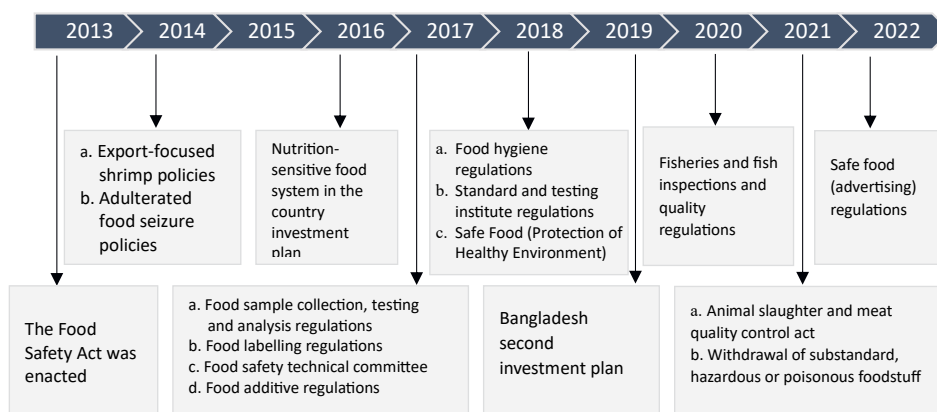 2013 2014 2015 2016 2017 2018 2019 2020 2021 2022
a. Export-focused
shrimp policies
b. Adulterated
food seizure
policies
Nutrition-
sensitive food
system in the
country
investment
plan
a. Food hygiene
regulations
b. Standard and testing
institute regulations
c. Safe Food (Protection of
Healthy Environment)
Fisheries and fish
inspections and
quality
regulations
Safe food
(advertising)
regulations
The Food
Safety Act was
enacted
a. Food sample collection, testing
and analysis regulations
b. Food labelling regulations
c. Food safety technical committee
d. Food additive regulations
Bangladesh
second
investment plan
a. Animal slaughter and meat
quality control act
b. Withdrawal of substandard,
hazardous or poisonous foodstuff